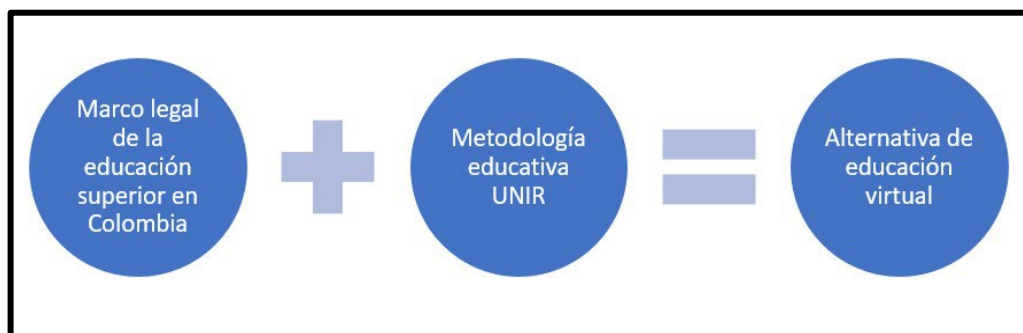 Marco legal
de la
educación
superior en
Colombia
Metodología
educativa
UNIR
Alternativa de
educación
virtual